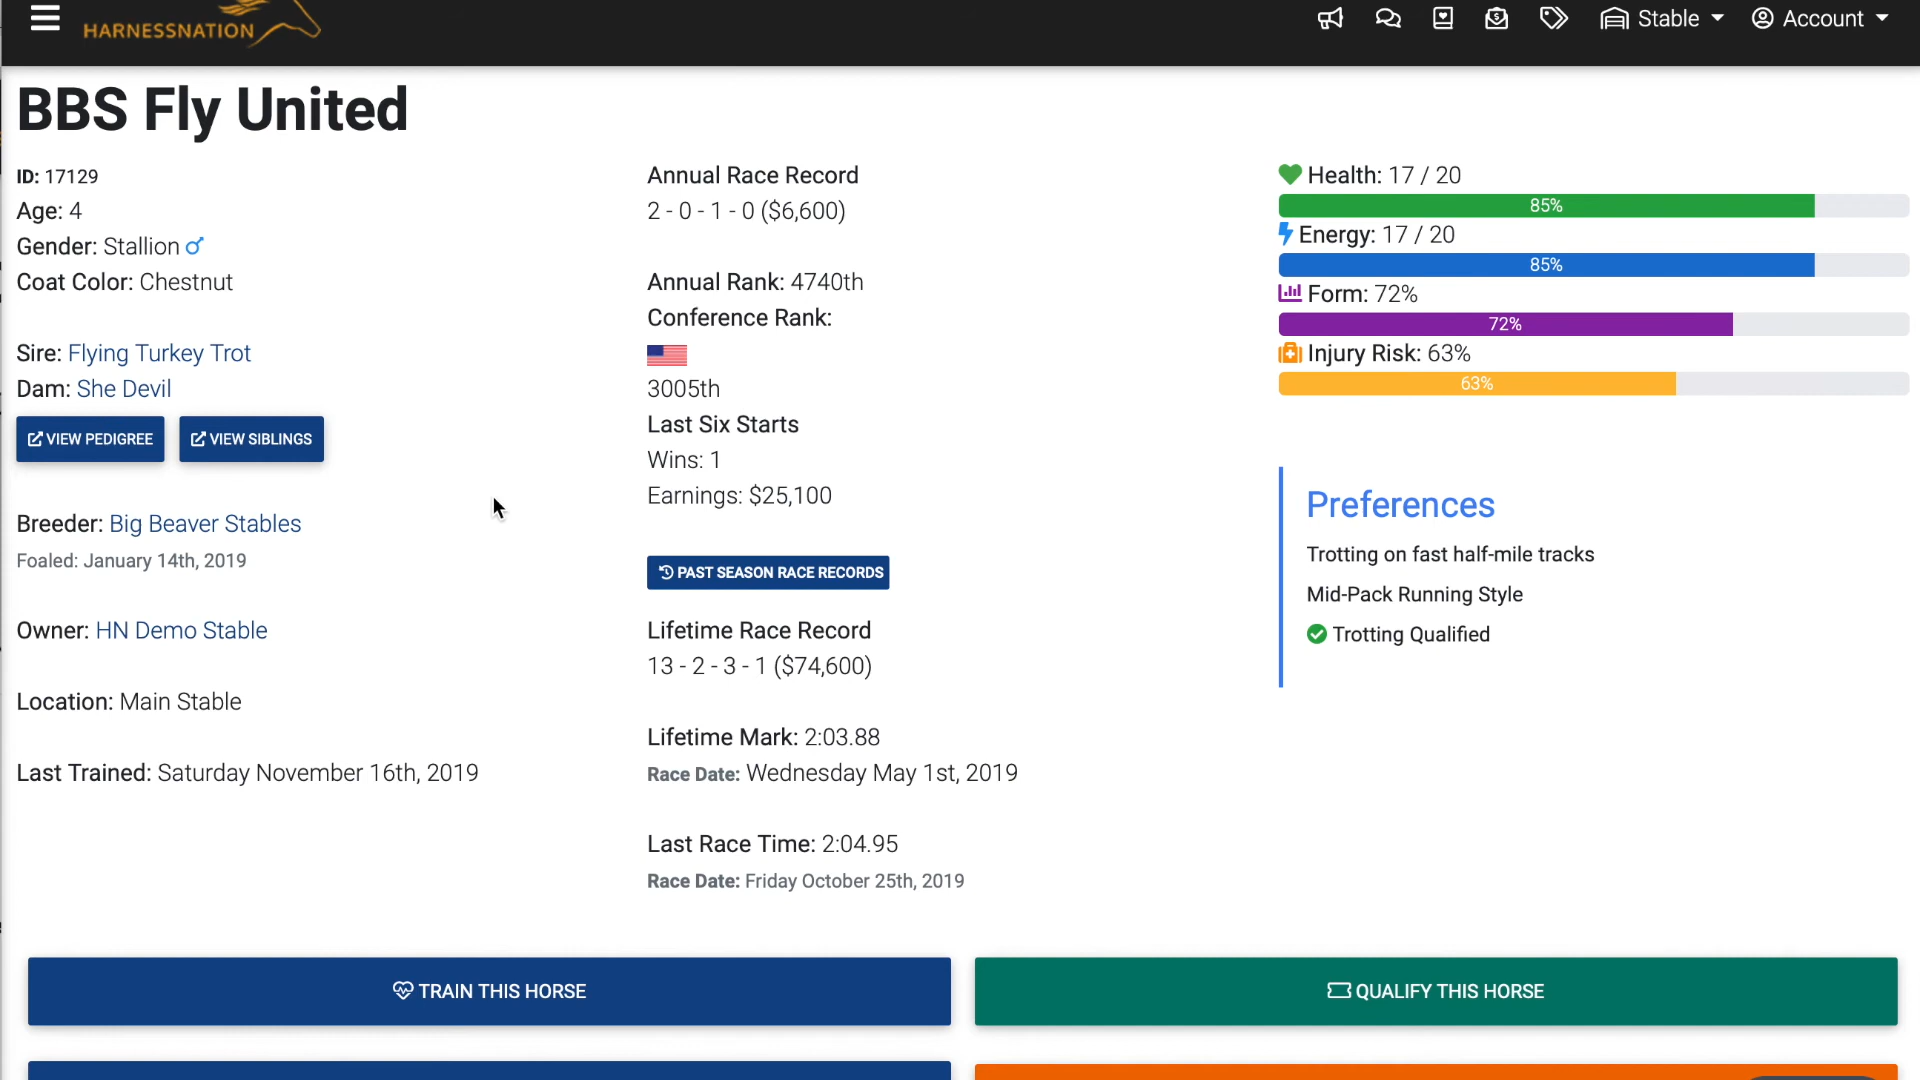 HARNESSNATION
Stable
Account
BBS Fly United
ID: 17129
Age: 4
Gender: Stallion
Coat Color: Chestnut
Sire: Flying Turkey Trot
Dam: She Devil
VIEW PEDIGREE
VIEW SIBLINGS
Breeder: Big Beaver Stables
Foaled: January 14th, 2019
Owner: HN Demo Stable
Location: Main Stable
Last Trained: Saturday November 16th, 2019
Annual Race Record
2 - 0 - 1 - 0 ($6,600)
Annual Rank: 4740th
Conference Rank:
3005th
Last Six Starts
Wins: 1
Earnings: $25,100
PAST SEASON RACE RECORDS
Lifetime Race Record
13 - 2 - 3 - 1 ($74,600)
Lifetime Mark: 2:03.88
Race Date: Wednesday May 1st, 2019
Last Race Time: 2:04.95
Race Date: Friday October 25th, 2019
Health: 17 / 20
85%
Energy: 17 / 20
85%
Form: 72%
72%
Injury Risk: 63%
63%
Preferences
Trotting on fast half-mile tracks
Mid-Pack Running Style
Trotting Qualified
TRAIN THIS HORSE
QUALIFY THIS HORSE